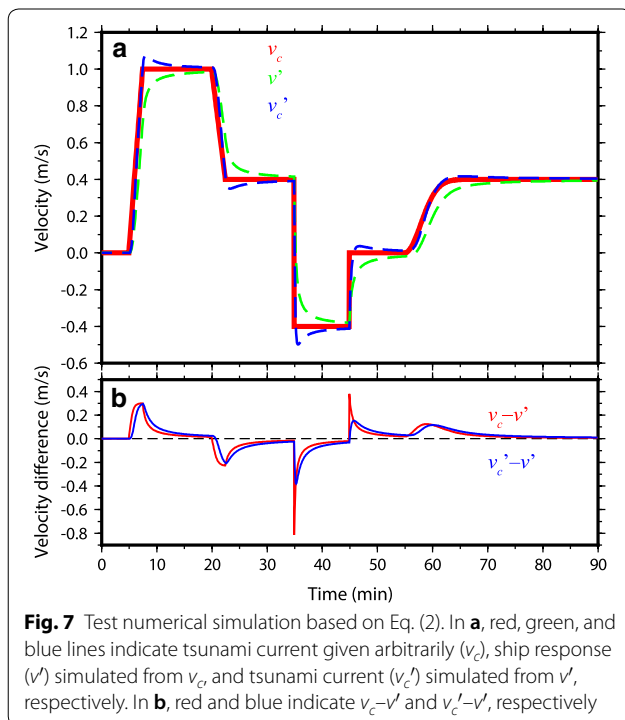 a
v_c
v'
v_c'
1.2
1.0
0.8
0.6
0.4
0.2
0.0
-0.2
-0.4
-0.6
Velocity (m/s)
b
v_c–v'
v_c'–v'
0.4
0.2
0.0
-0.2
-0.4
-0.6
-0.8
Velocity difference (m/s)
0 10 20 30 40 50 60 70 80 90
Time (min)
Fig. 7 Test numerical simulation based on Eq. (2). In a, red, green, and
blue lines indicate tsunami current given arbitrarily (v_c), ship response
(v') simulated from v_c, and tsunami current (v_c') simulated from v',
respectively. In b, red and blue indicate v_c–v' and v_c'–v', respectively